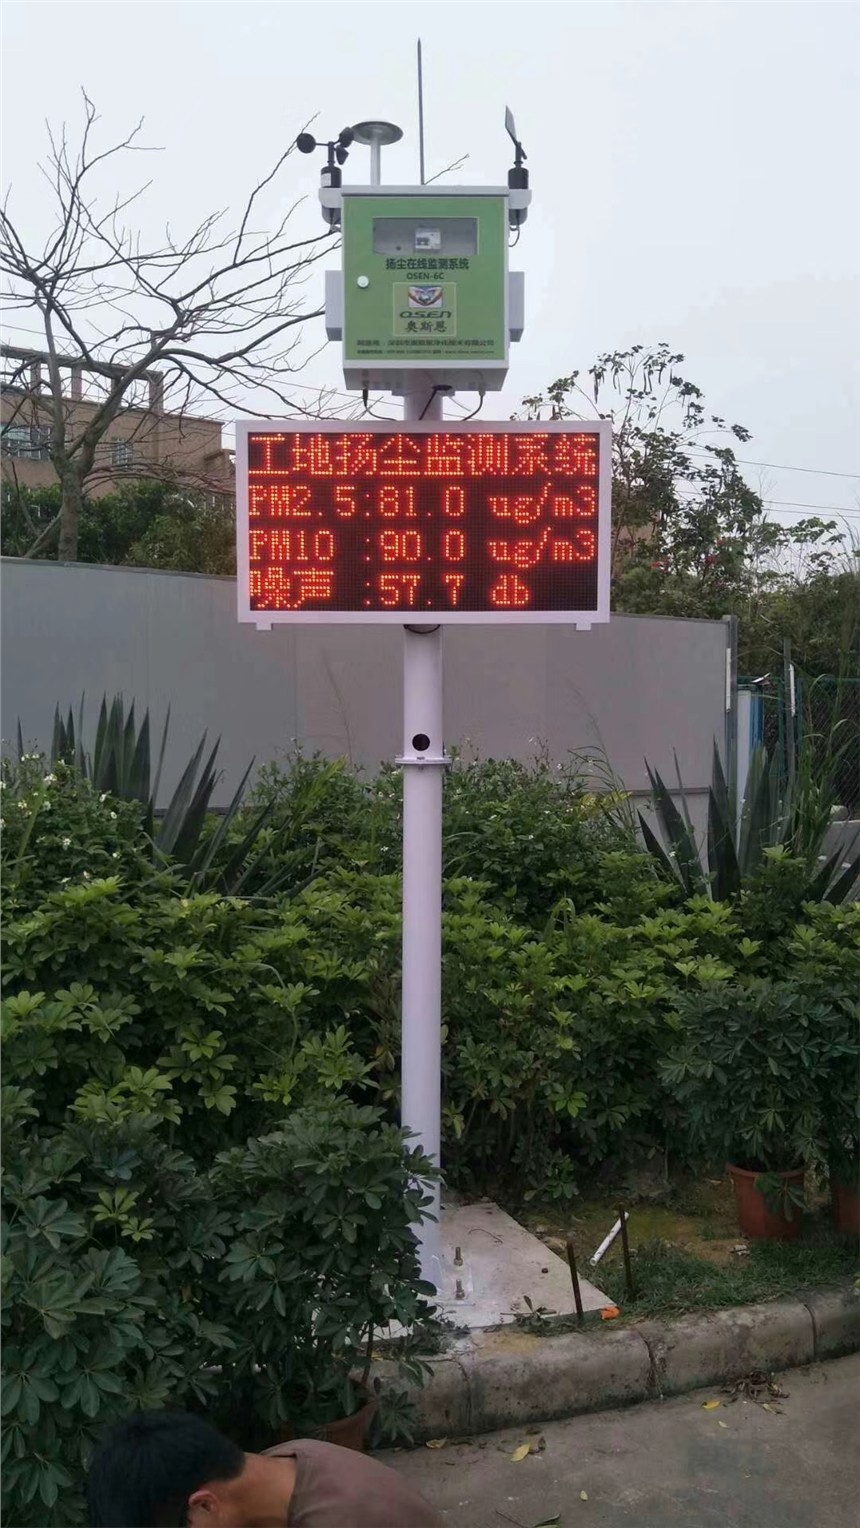 扬尘在线监测系统
OSEN-6C
OSEN
奥斯恩
工地扬尘监测系统
PM2.5:81.0 ug/m3
PM10 :90.0 ug/m3
噪声 :57.7 db